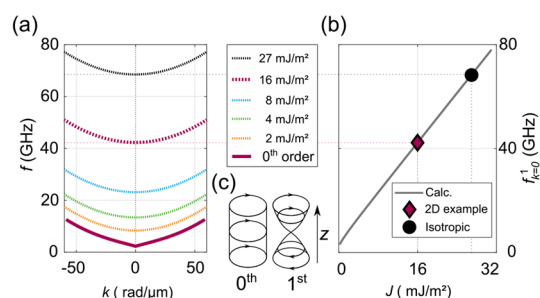 (a)
80
60
40
20
0
f (GHz)
-50 0 50
k ( rad/μm)
27 mJ/m²
16 mJ/m²
8 mJ/m²
4 mJ/m²
2 mJ/m²
0th order
(c)
z
0th 1st
(b)
80
40
0
f¹k=0 (GHz)
Calc.
2D example
Isotropic
0 16 32
J ( mJ/m²)